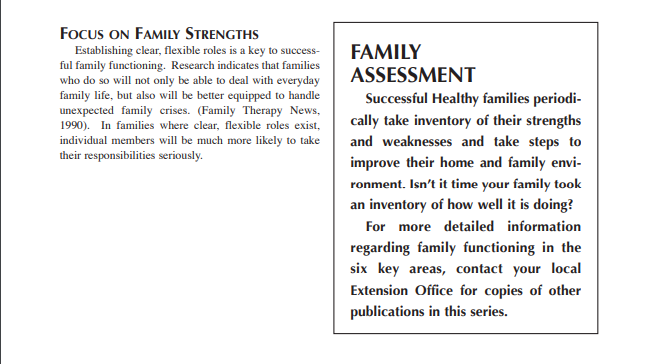 FOCUS ON FAMILY STRENGTHS
Establishing clear, flexible roles is a key to success-
ful family functioning. Research indicates that families
who do so will not only be able to deal with everyday
family life, but also will be better equipped to handle
unexpected family crises. (Family Therapy News,
1990). In families where clear, flexible roles exist,
individual members will be much more likely to take
their responsibilities seriously.
FAMILY
ASSESSMENT
Successful Healthy families periodi-
cally take inventory of their strengths
and weaknesses and take steps to
improve their home and family envi-
ronment. Isn't it time your family took
an inventory of how well it is doing?
For more detailed information
regarding family functioning in the
six key areas, contact your local
Extension Office for copies of other
publications in this series.